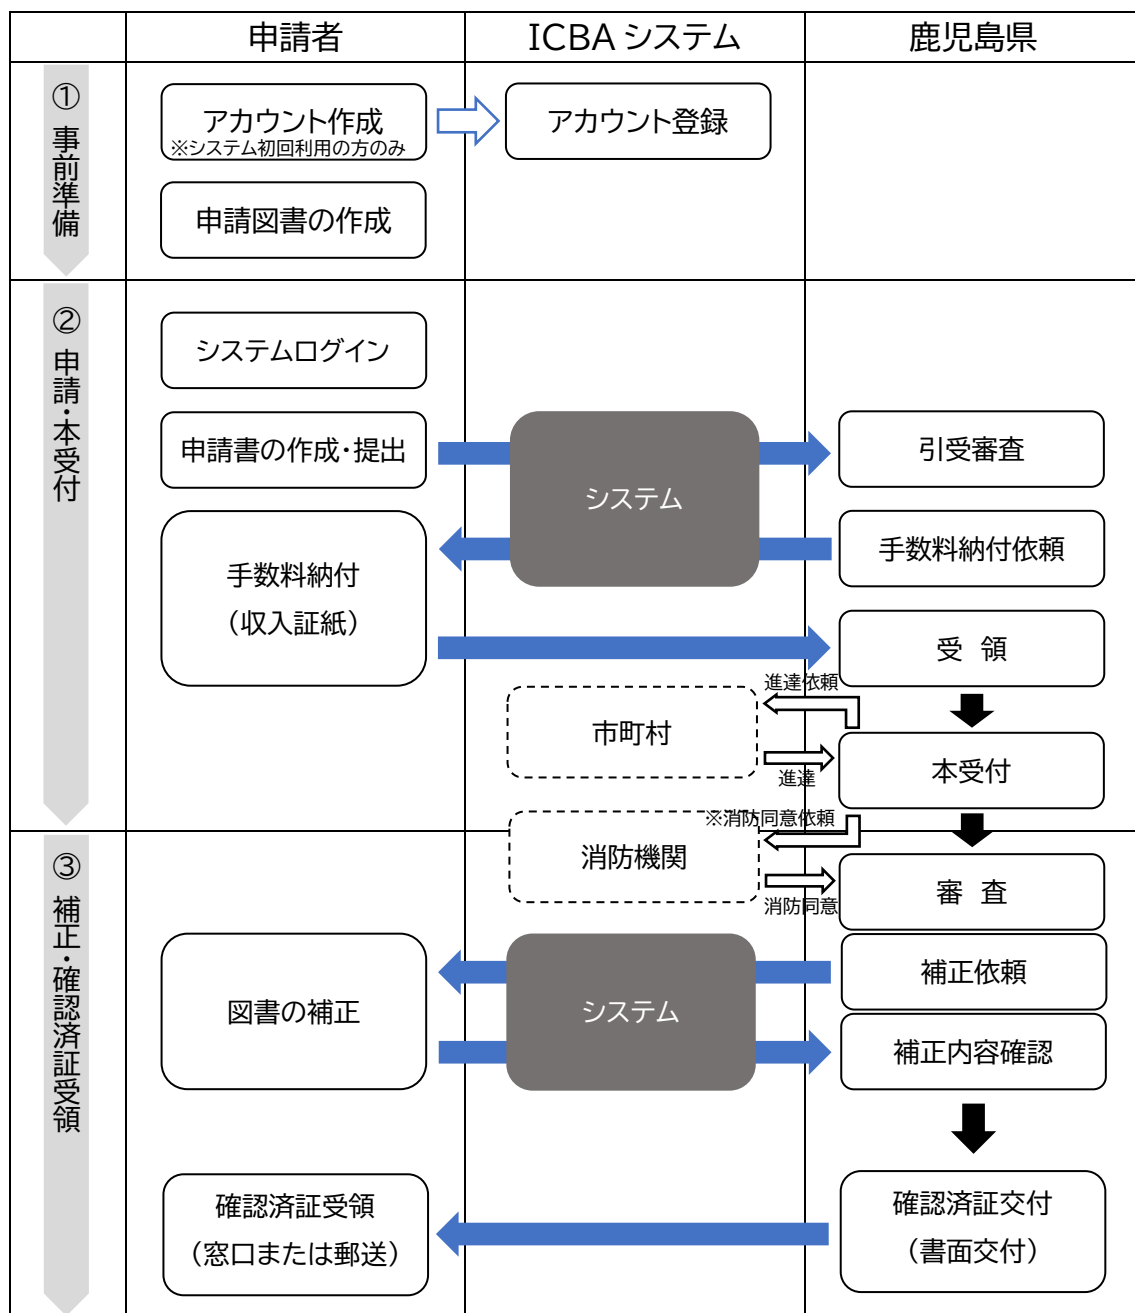 申請者
ICBA システム
鹿児島県
① 事前準備
アカウント作成
※システム初回利用の方のみ
アカウント登録
申請図書の作成
② 申請・本受付
システムログイン
申請書の作成・提出
システム
引受審査
手数料納付依頼
手数料納付
（収入証紙）
受 領
進達依頼
市町村
進達
本受付
※消防同意依頼
③ 補正・確認済証受領
消防機関
消防同意
審 査
図書の補正
システム
補正依頼
補正内容確認
確認済証受領
（窓口または郵送）
確認済証交付
（書面交付）